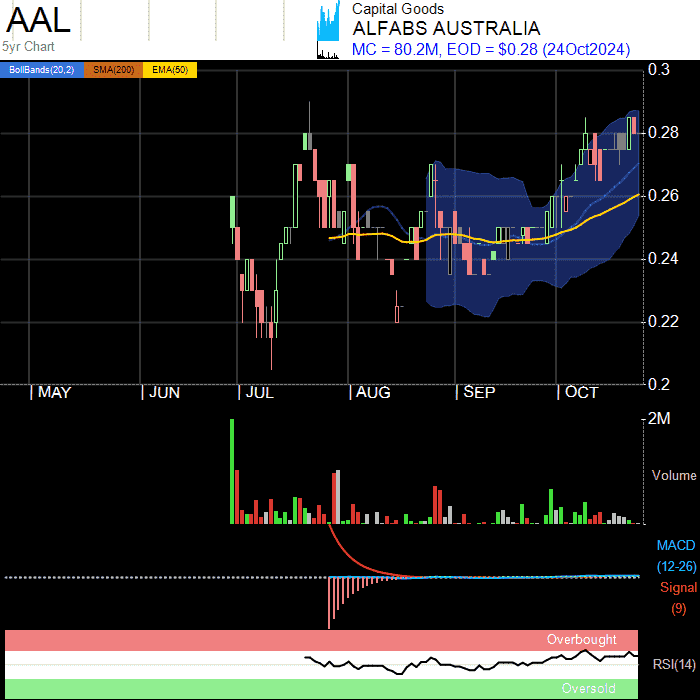 AAL
5yr Chart
Capital Goods
ALFABS AUSTRALIA
MC = 80.2M, EOD = $0.28 (24Oct2024)
BollBands(20,2) SMA(200) EMA(50)
0.3
0.28
0.26
0.24
0.22
0.2
| MAY | JUN | JUL | AUG | SEP | OCT
2M
Volume
MACD
(12-26)
Signal
(9)
Overbought
RSI(14)
Oversold